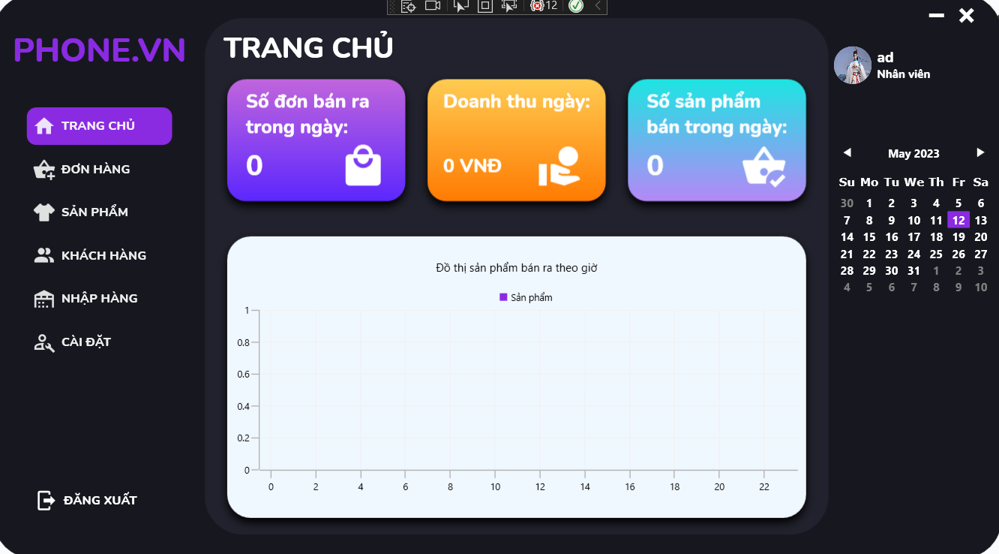 12
PHONE.VN
TRANG CHỦ
ĐƠN HÀNG
SẢN PHẨM
KHÁCH HÀNG
NHẬP HÀNG
CÀI ĐẶT
ĐĂNG XUẤT
TRANG CHỦ
Số đơn bán ra
trong ngày:
0
Doanh thu ngày:
0 VNĐ
Số sản phẩm
bán trong ngày:
0
Đồ thị sản phẩm bán ra theo giờ
Sản phẩm
1
0.8
0.6
0.4
0.2
0
0 2 4 6 8 10 12 14 16 18 20 22
ad
Nhân viên
May 2023
Su Mo Tu We Th Fr Sa
30 1 2 3 4 5 6
7 8 9 10 11 12 13
14 15 16 17 18 19 20
21 22 23 24 25 26 27
28 29 30 31 1 2 3
4 5 6 7 8 9 10